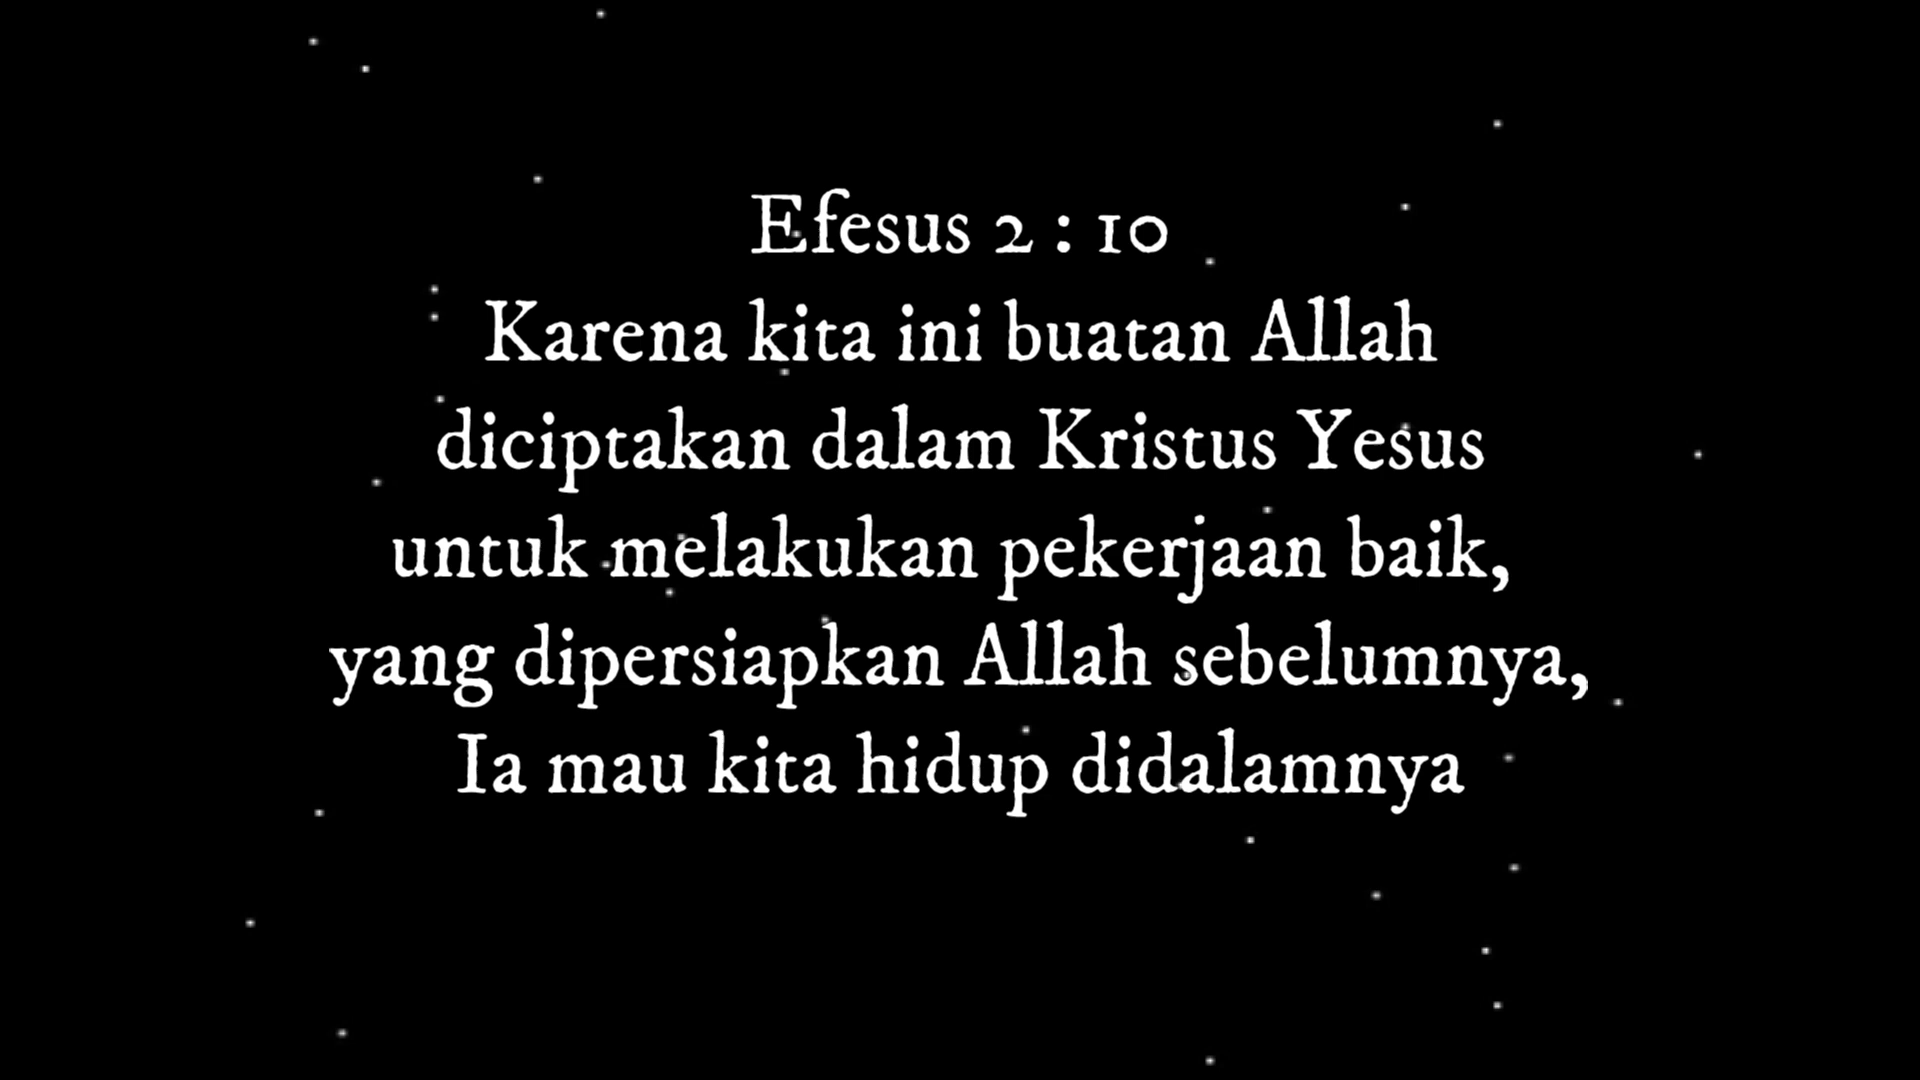 Efesus 2 : 10
Karena kita ini buatan Allah
diciptakan dalam Kristus Yesus
untuk melakukan pekerjaan baik,
yang dipersiapkan Allah sebelumnya,
Ia mau kita hidup didalamnya